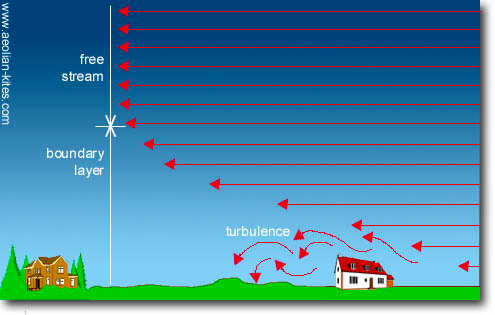 www.aeolian-kites.com
free
stream
boundary
layer
turbulence